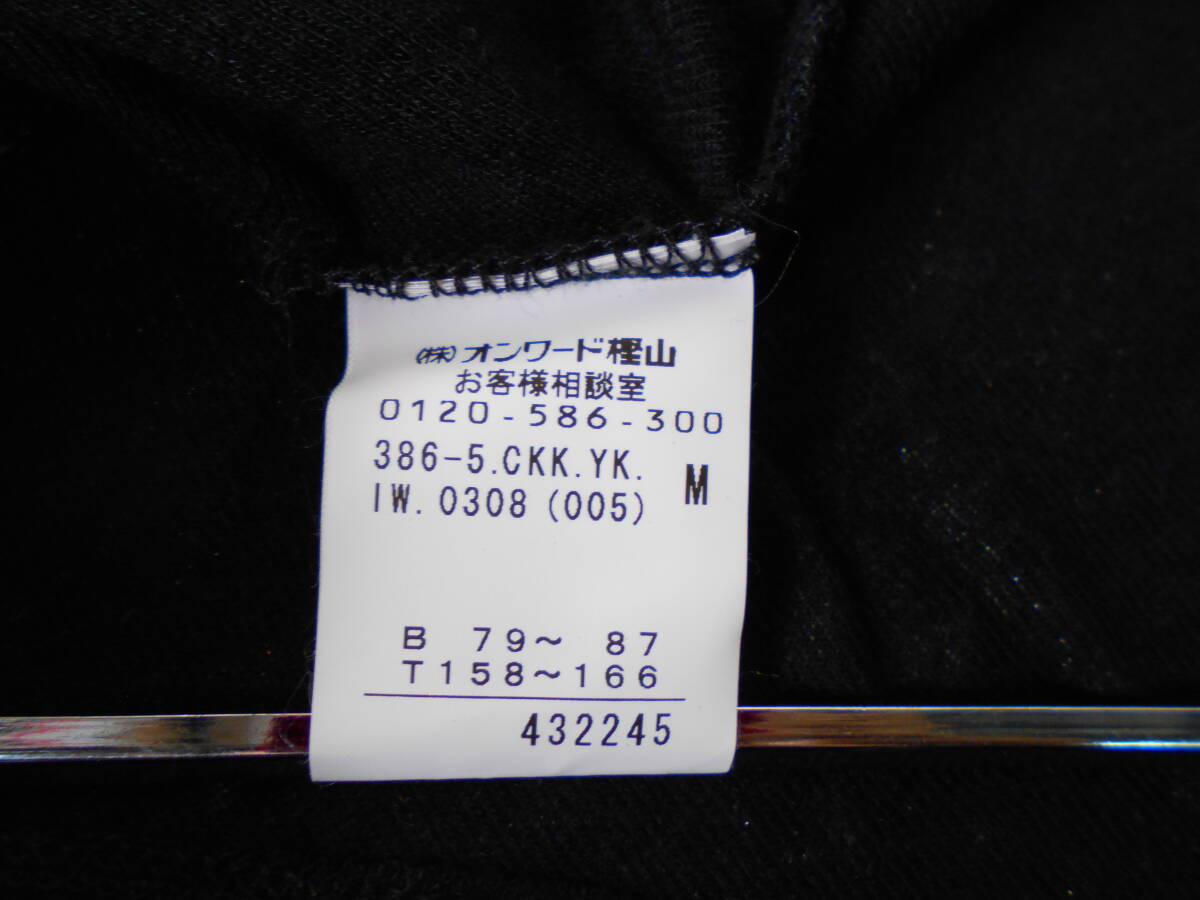 (株)オンワード樫山
お客様相談室
0120-586-300
386-5.CKK.YK.
IW.0308(005) M
B 79〜 87
T158〜166
432245